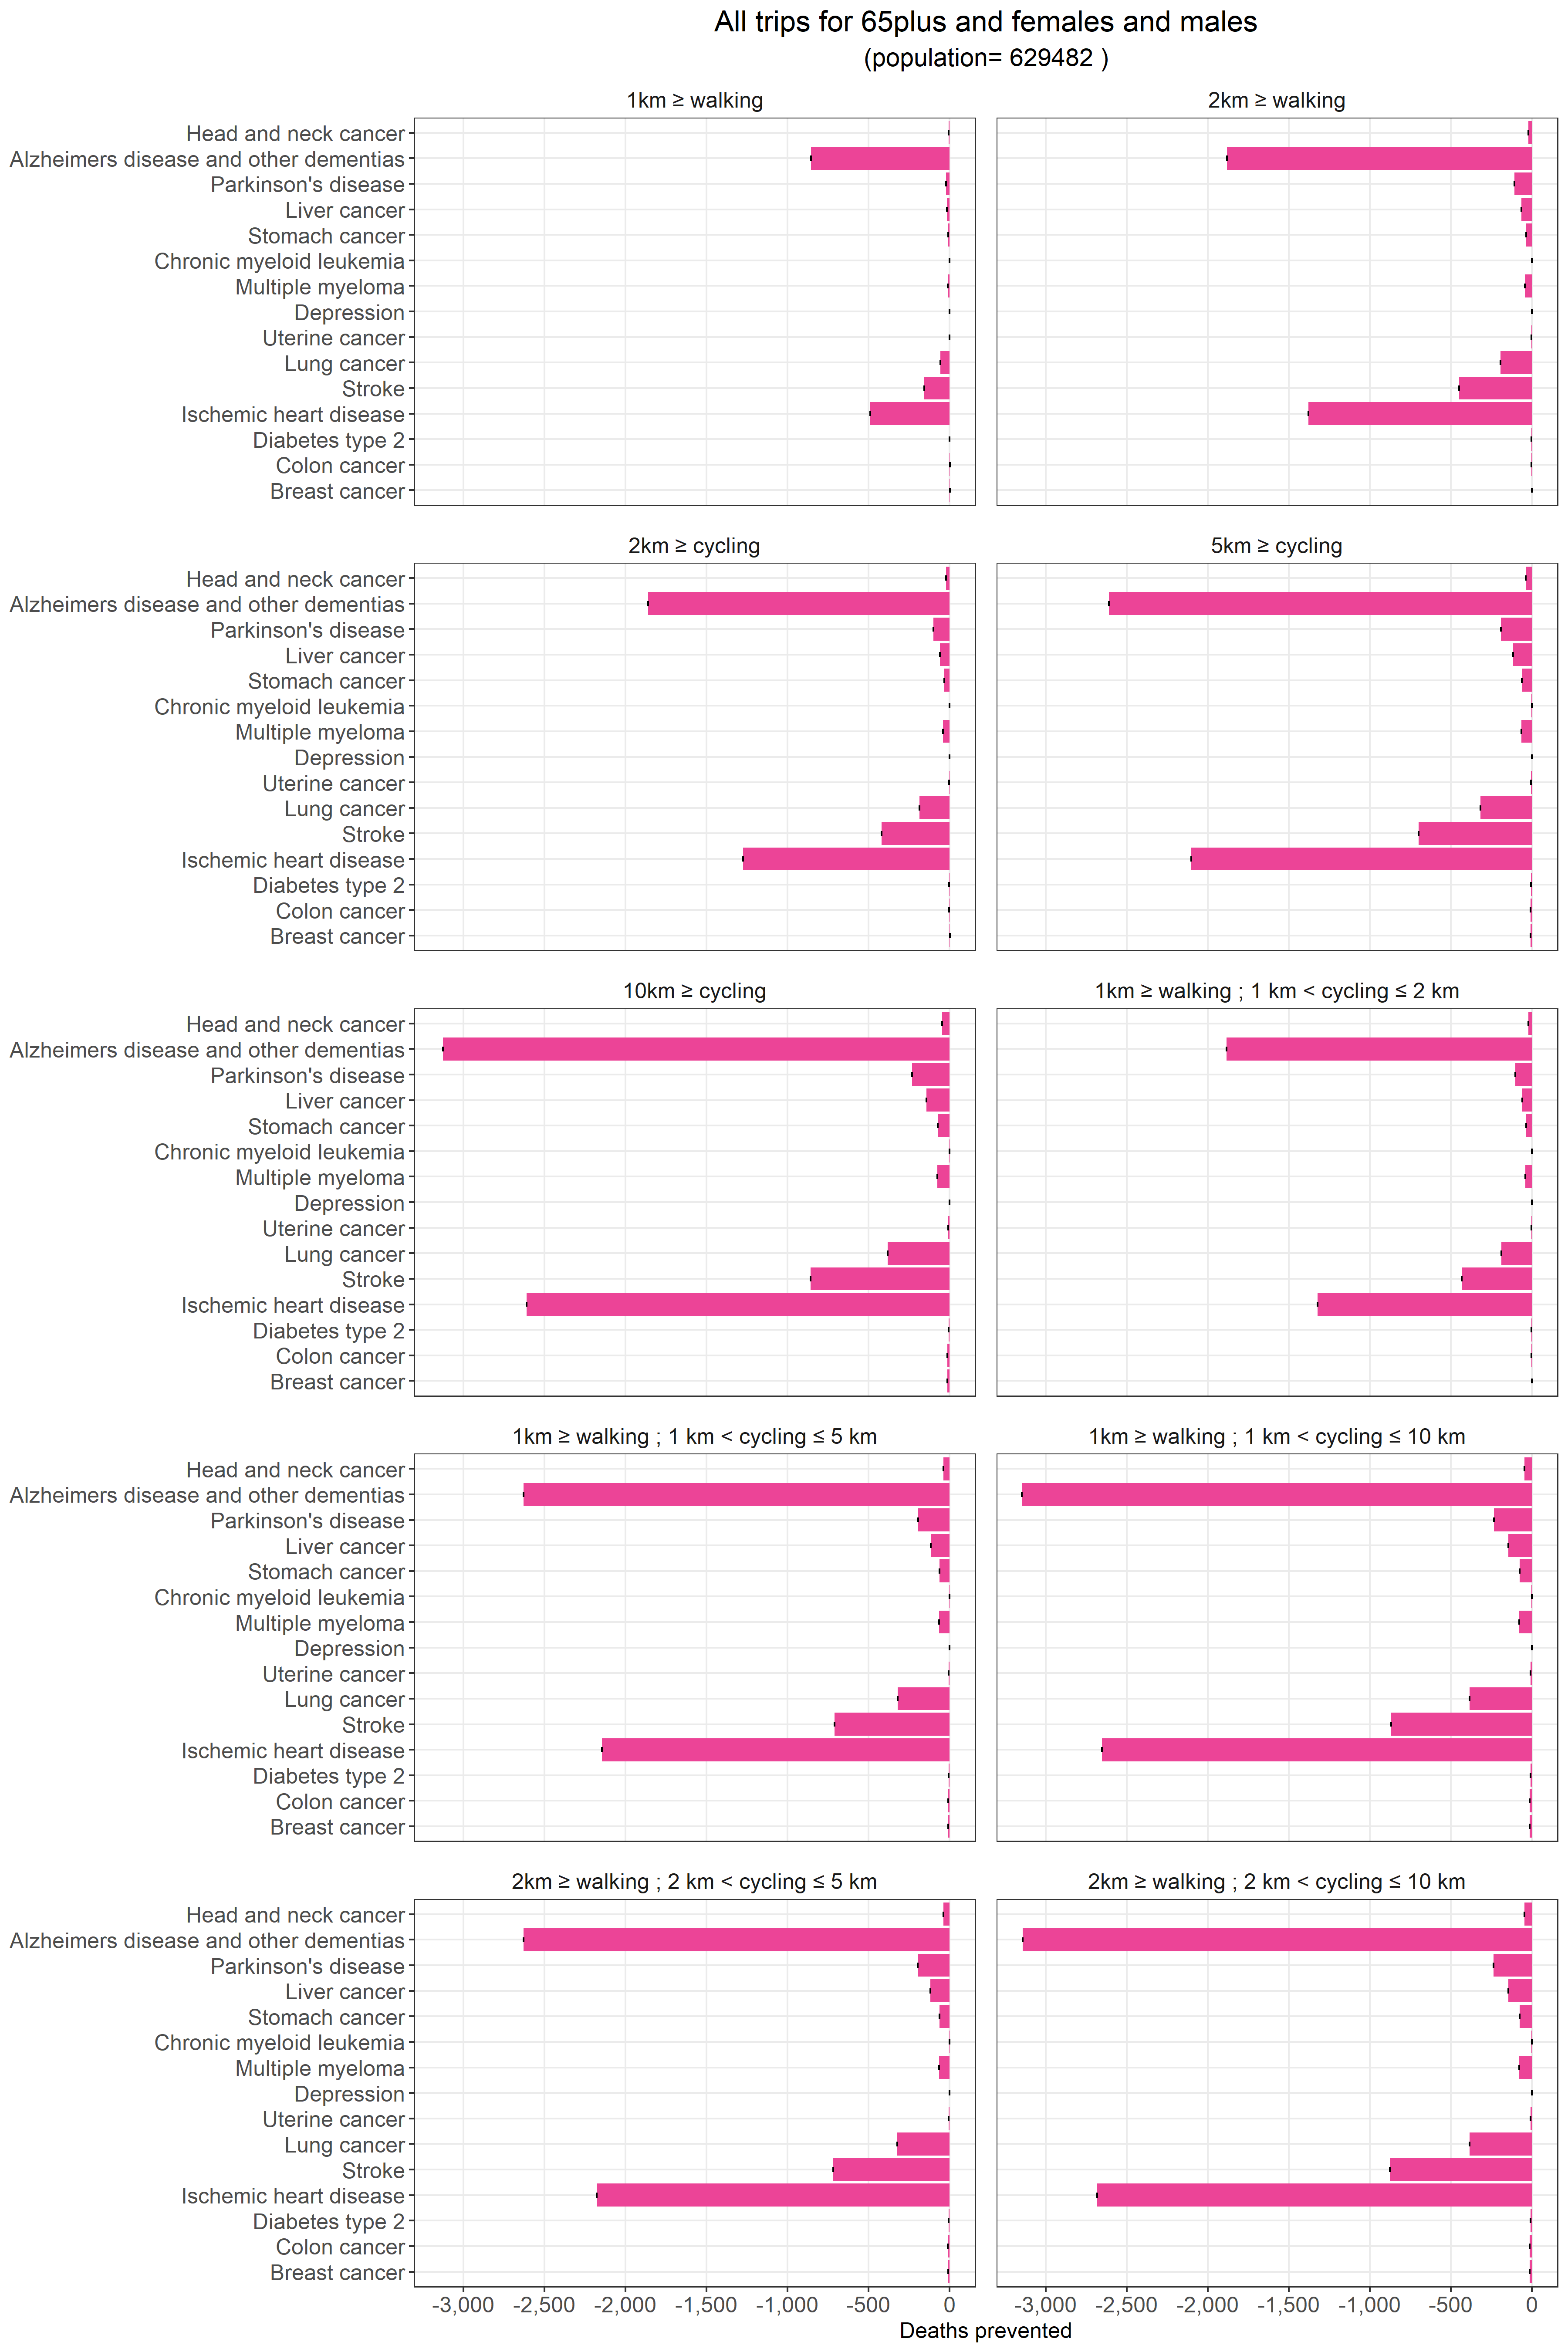 All trips for 65plus and females and males
(population= 629482 )
1km ≥ walking
2km ≥ walking
Head and neck cancer
Alzheimers disease and other dementias
Parkinson's disease
Liver cancer
Stomach cancer
Chronic myeloid leukemia
Multiple myeloma
Depression
Uterine cancer
Lung cancer
Stroke
Ischemic heart disease
Diabetes type 2
Colon cancer
Breast cancer
2km ≥ cycling
5km ≥ cycling
Head and neck cancer
Alzheimers disease and other dementias
Parkinson's disease
Liver cancer
Stomach cancer
Chronic myeloid leukemia
Multiple myeloma
Depression
Uterine cancer
Lung cancer
Stroke
Ischemic heart disease
Diabetes type 2
Colon cancer
Breast cancer
10km ≥ cycling
1km ≥ walking ; 1 km < cycling ≤ 2 km
Head and neck cancer
Alzheimers disease and other dementias
Parkinson's disease
Liver cancer
Stomach cancer
Chronic myeloid leukemia
Multiple myeloma
Depression
Uterine cancer
Lung cancer
Stroke
Ischemic heart disease
Diabetes type 2
Colon cancer
Breast cancer
1km ≥ walking ; 1 km < cycling ≤ 5 km
1km ≥ walking ; 1 km < cycling ≤ 10 km
Head and neck cancer
Alzheimers disease and other dementias
Parkinson's disease
Liver cancer
Stomach cancer
Chronic myeloid leukemia
Multiple myeloma
Depression
Uterine cancer
Lung cancer
Stroke
Ischemic heart disease
Diabetes type 2
Colon cancer
Breast cancer
2km ≥ walking ; 2 km < cycling ≤ 5 km
2km ≥ walking ; 2 km < cycling ≤ 10 km
Head and neck cancer
Alzheimers disease and other dementias
Parkinson's disease
Liver cancer
Stomach cancer
Chronic myeloid leukemia
Multiple myeloma
Depression
Uterine cancer
Lung cancer
Stroke
Ischemic heart disease
Diabetes type 2
Colon cancer
Breast cancer
-3,000 -2,500 -2,000 -1,500 -1,000 -500 0
-3,000 -2,500 -2,000 -1,500 -1,000 -500 0
Deaths prevented